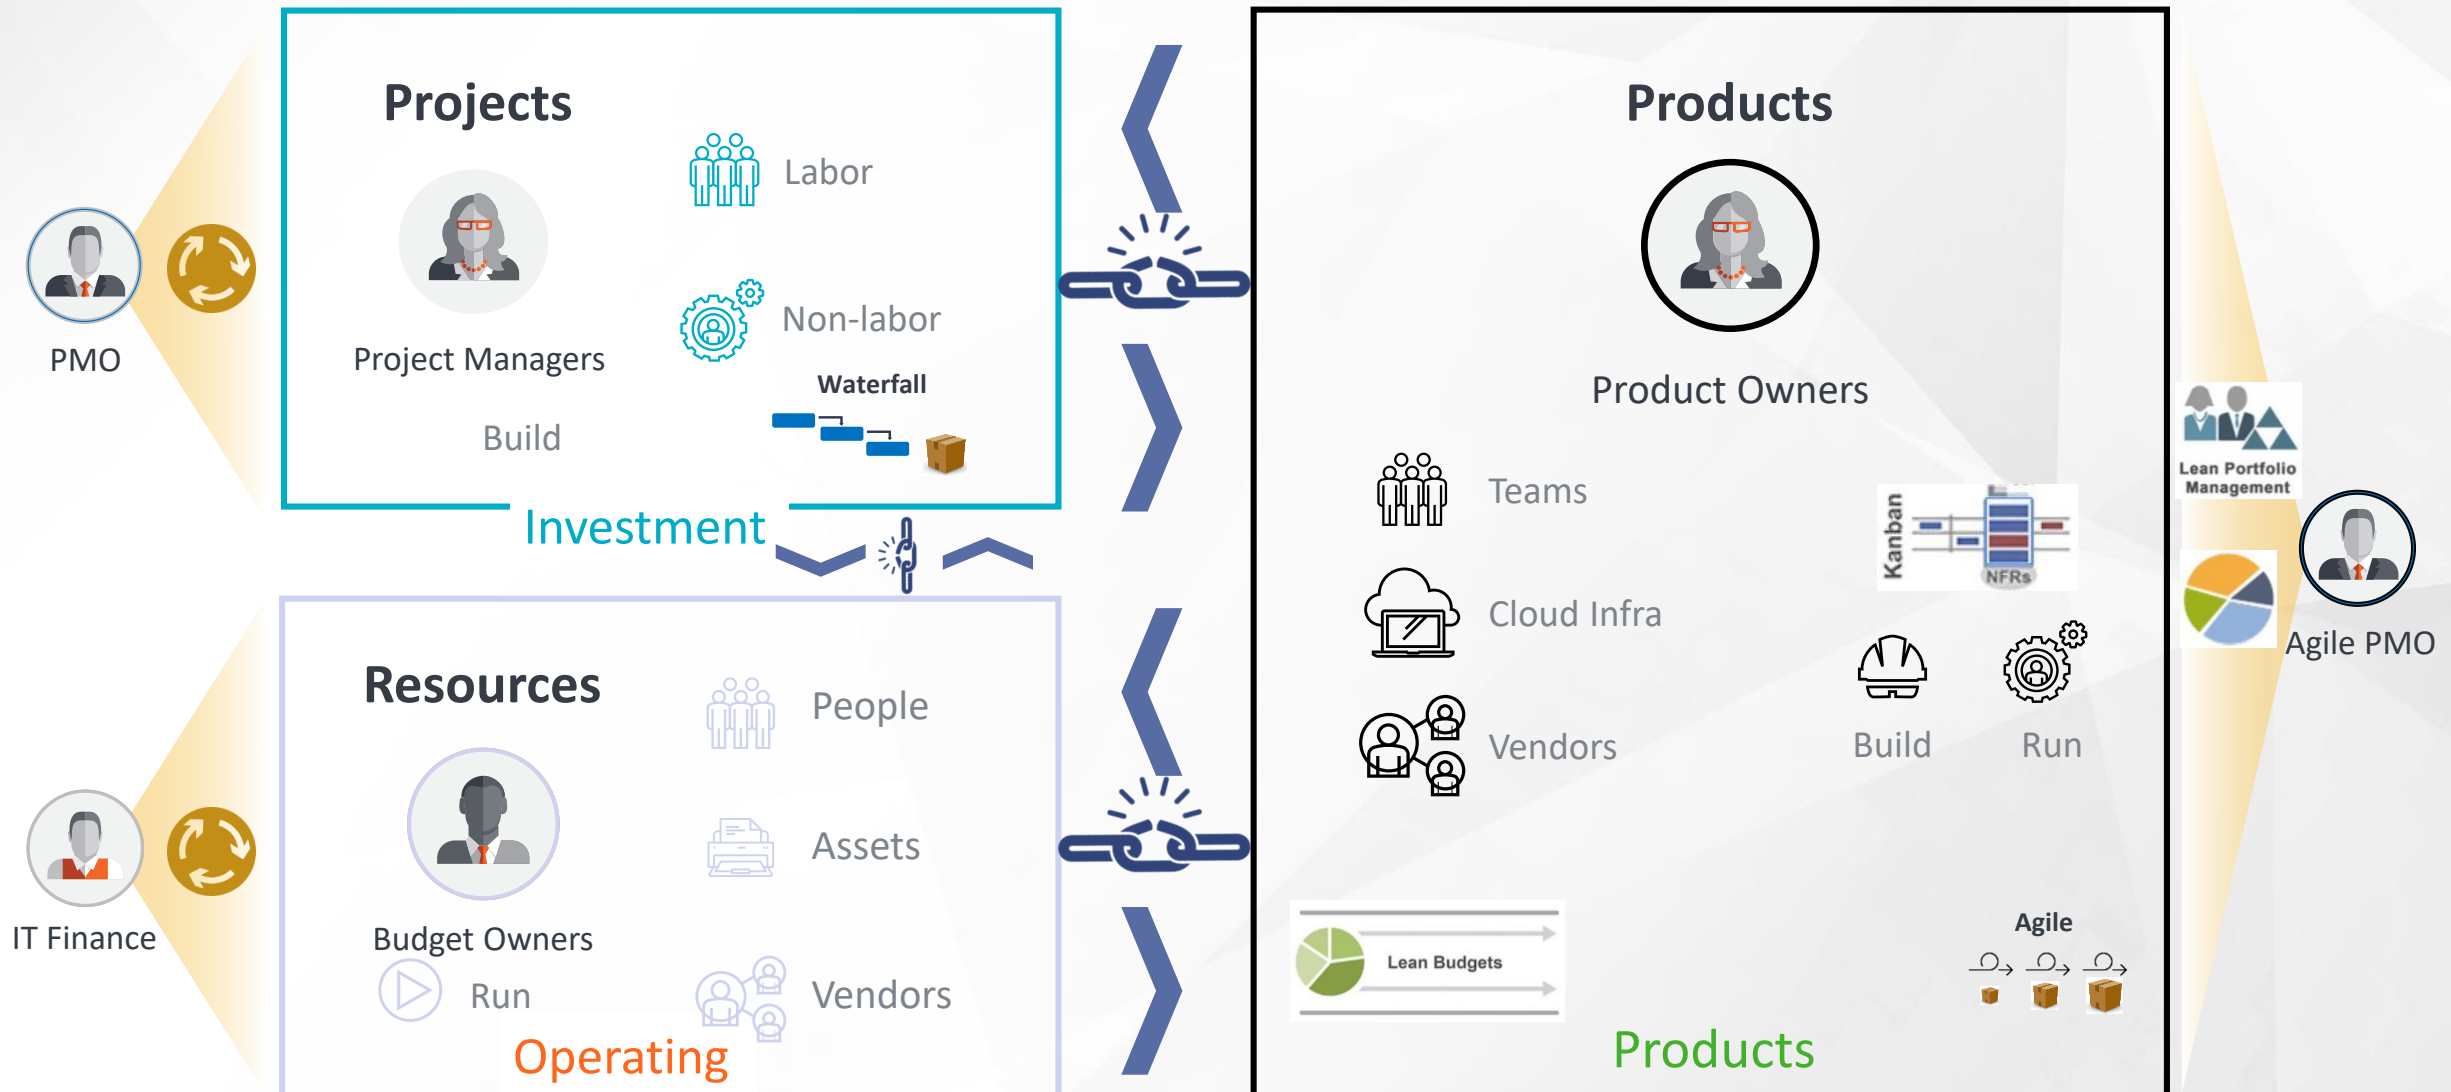 Projects
Labor
Non-labor
Project Managers
Waterfall
Build
Investment
PMO
Resources
People
Assets
Budget Owners
Run
Vendors
Operating
IT Finance
Products
Product Owners
Teams
Kanban
NFRs
Cloud Infra
Vendors
Build
Run
Lean Budgets
Agile
Products
Lean Portfolio
Management
Agile PMO